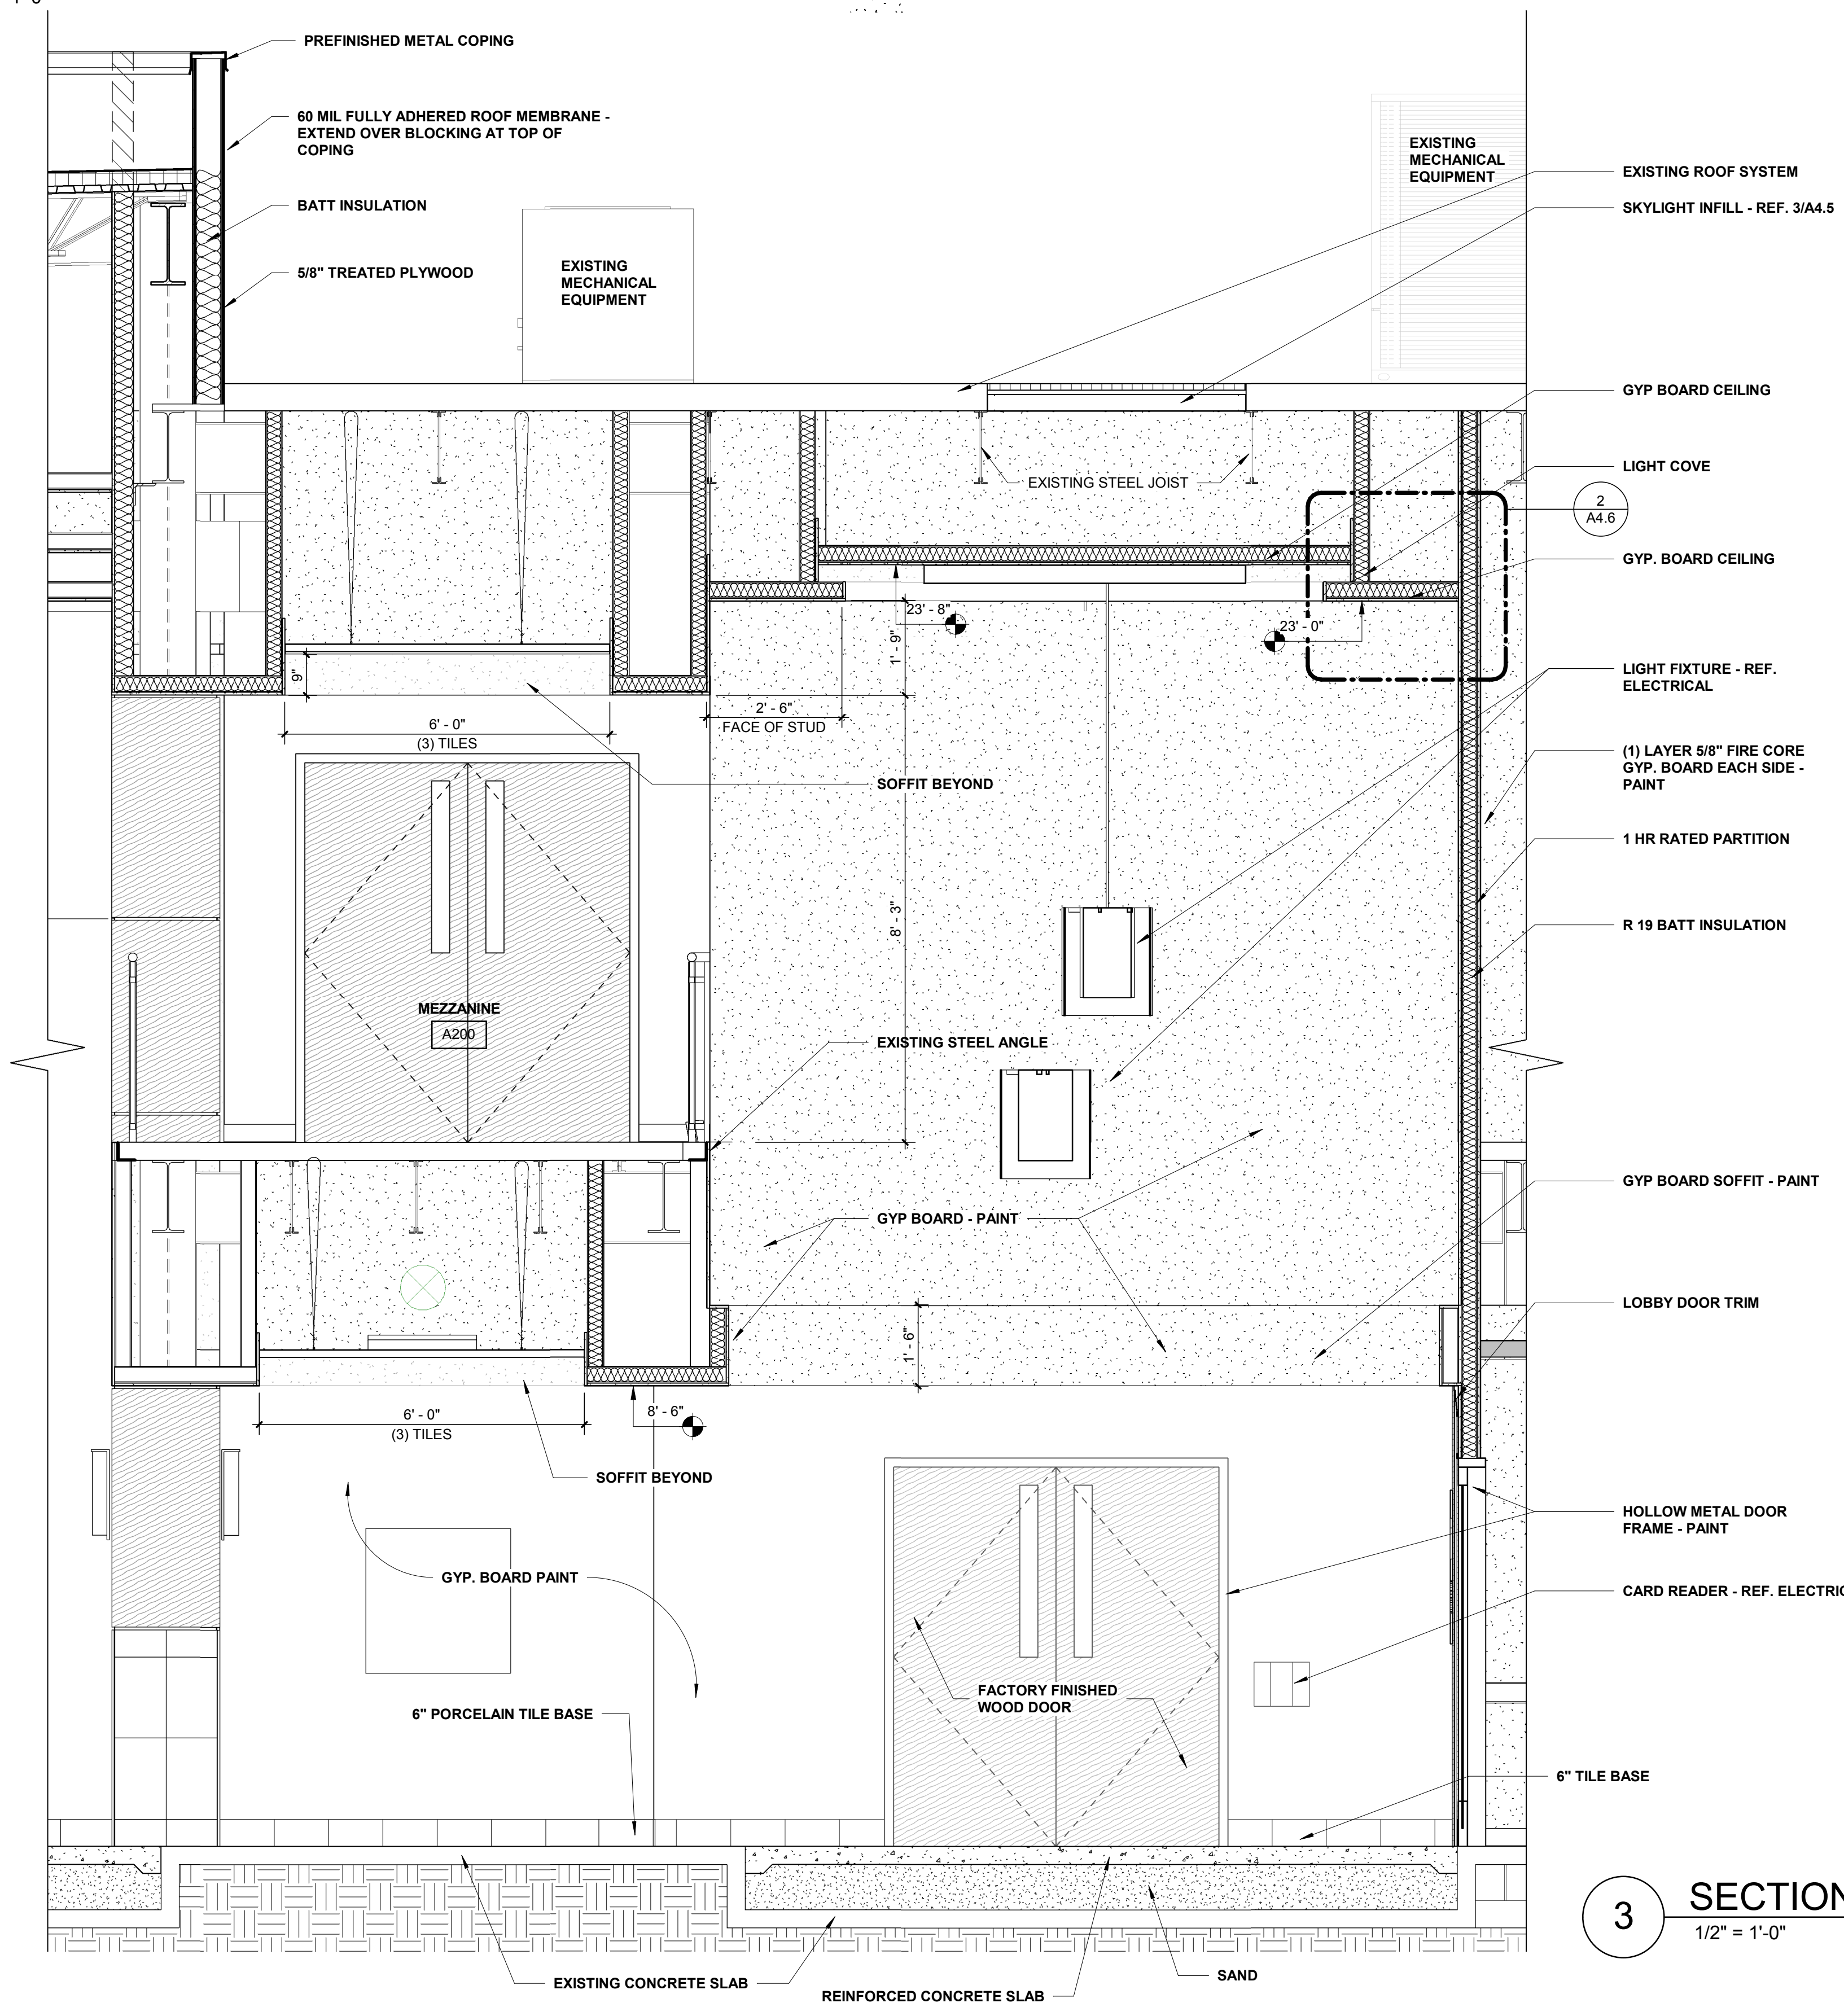 PREFINISHED METAL COPING
60 MIL FULLY ADHERED ROOF MEMBRANE -
EXTEND OVER BLOCKING AT TOP OF
COPING
BATT INSULATION
5/8" TREATED PLYWOOD
EXISTING
MECHANICAL
EQUIPMENT
EXISTING
MECHANICAL
EQUIPMENT
EXISTING ROOF SYSTEM
SKYLIGHT INFILL - REF. 3/A4.5
GYP BOARD CEILING
LIGHT COVE
2
A4.6
GYP. BOARD CEILING
EXISTING STEEL JOIST
23' - 8"
23' - 0"
1' - 9"
9"
2' - 6"
FACE OF STUD
6' - 0"
(3) TILES
SOFFIT BEYOND
LIGHT FIXTURE - REF.
ELECTRICAL
(1) LAYER 5/8" FIRE CORE
GYP. BOARD EACH SIDE -
PAINT
1 HR RATED PARTITION
R 19 BATT INSULATION
8' - 3"
MEZZANINE
A200
EXISTING STEEL ANGLE
GYP BOARD - PAINT
GYP BOARD SOFFIT - PAINT
LOBBY DOOR TRIM
1' - 6"
6' - 0"
(3) TILES
8' - 6"
SOFFIT BEYOND
HOLLOW METAL DOOR
FRAME - PAINT
GYP. BOARD PAINT
CARD READER - REF. ELECTRIC
FACTORY FINISHED
WOOD DOOR
6" PORCELAIN TILE BASE
6" TILE BASE
3
SECTION
1/2" = 1'-0"
EXISTING CONCRETE SLAB
SAND
REINFORCED CONCRETE SLAB